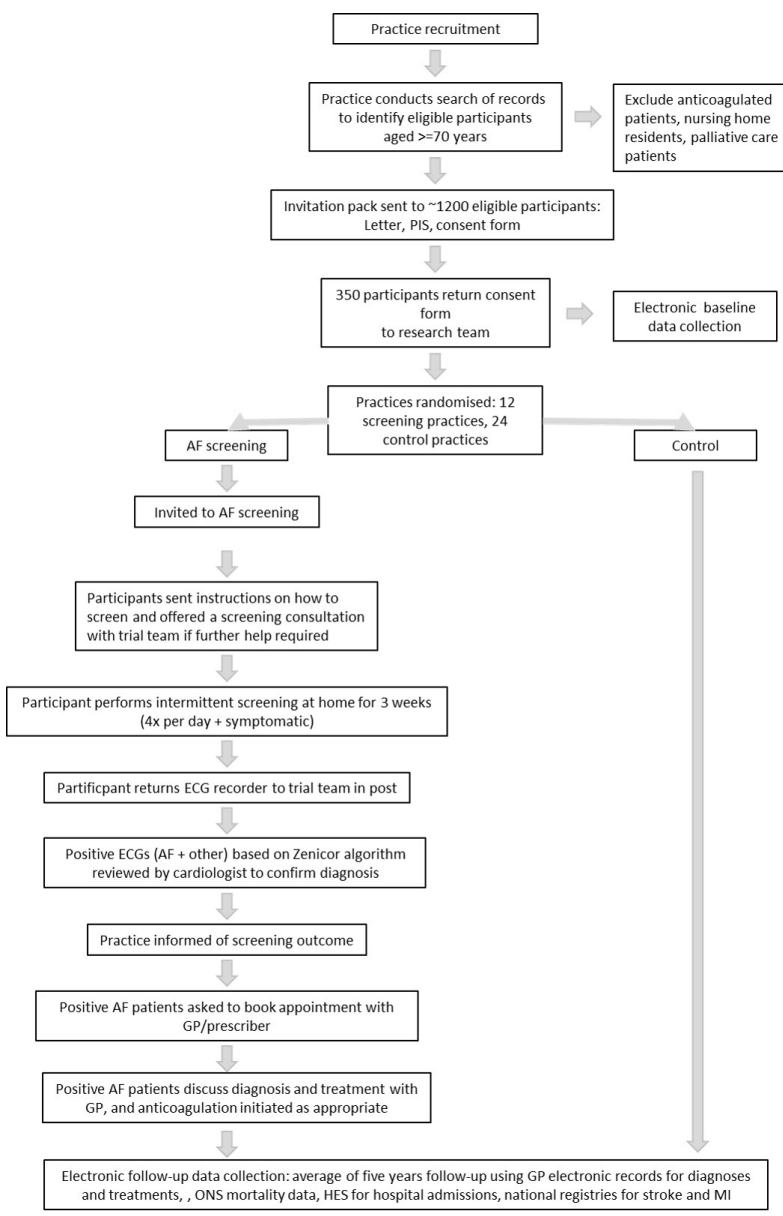 Practice recruitment
Practice conducts search of records
to identify eligible participants
aged >=70 years
Exclude anticoagulated
patients, nursing home
residents, palliative care
patients
Invitation pack sent to ~1200 eligible participants:
Letter, PIS, consent form
350 participants return consent
form
to research team
Electronic baseline
data collection
Practices randomised: 12
screening practices, 24
control practices
AF screening
Control
Invited to AF screening
Participants sent instructions on how to
screen and offered a screening consultation
with trial team if further help required
Participant performs intermittent screening at home for 3 weeks
(4x per day + symptomatic)
Partificpant returns ECG recorder to trial team in post
Positive ECGs (AF + other) based on Zenicor algorithm
reviewed by cardiologist to confirm diagnosis
Practice informed of screening outcome
Positive AF patients asked to book appointment with
GP/prescriber
Positive AF patients discuss diagnosis and treatment with
GP, and anticoagulation initiated as appropriate
Electronic follow-up data collection: average of five years follow-up using GP electronic records for diagnoses
and treatments, , ONS mortality data, HES for hospital admissions, national registries for stroke and MI